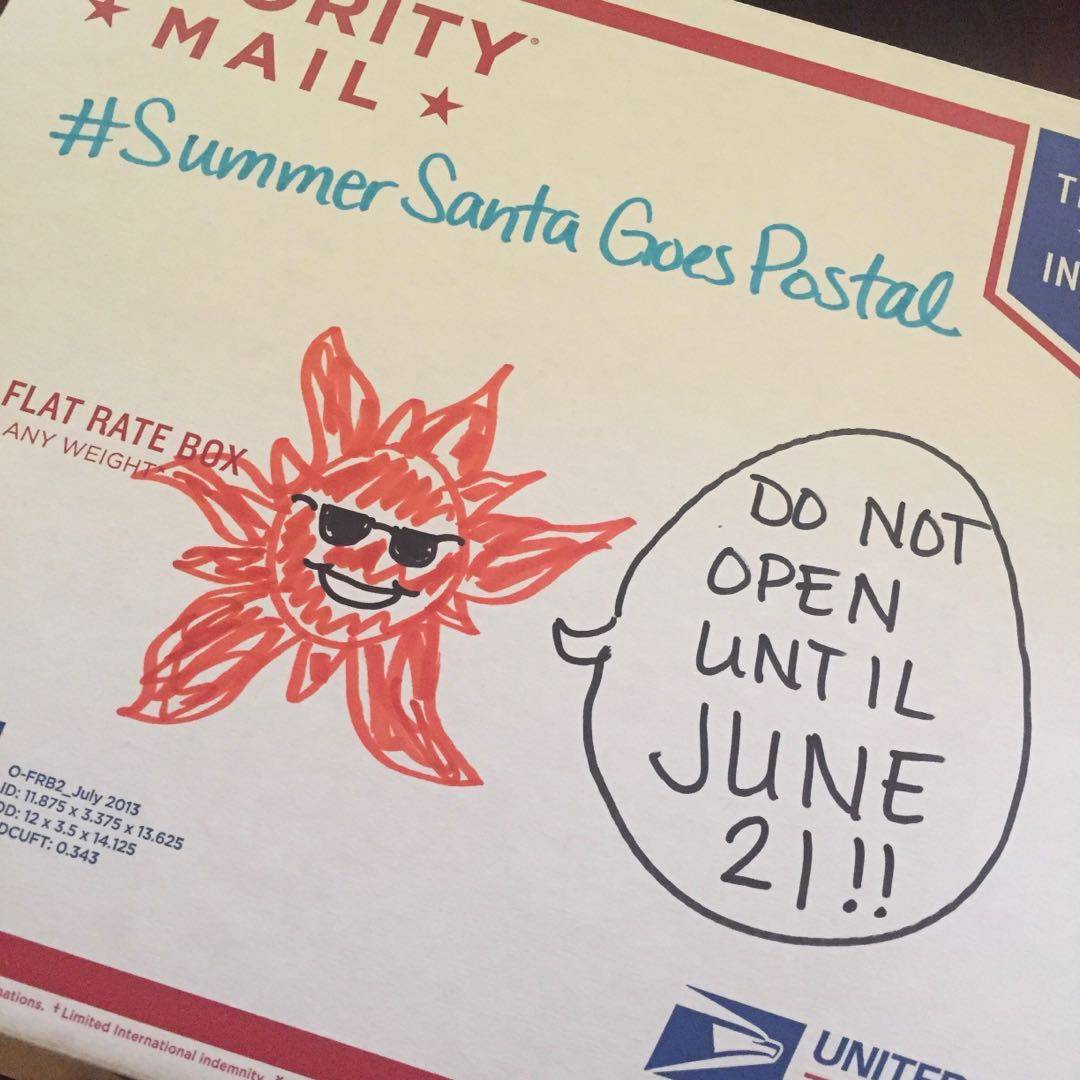 MAIL
#Summer Santa Goes Postal
FLAT RATE BOX
ANY WEIGHT
DO NOT
OPEN
UNTIL
JUNE
21!!
O-FRB2_July 2013
ID: 11.875 x 3.375 x 13.625
OD: 12 x 3.5 x 14.125
DCUFT: 0.343
†Limited International indemnity